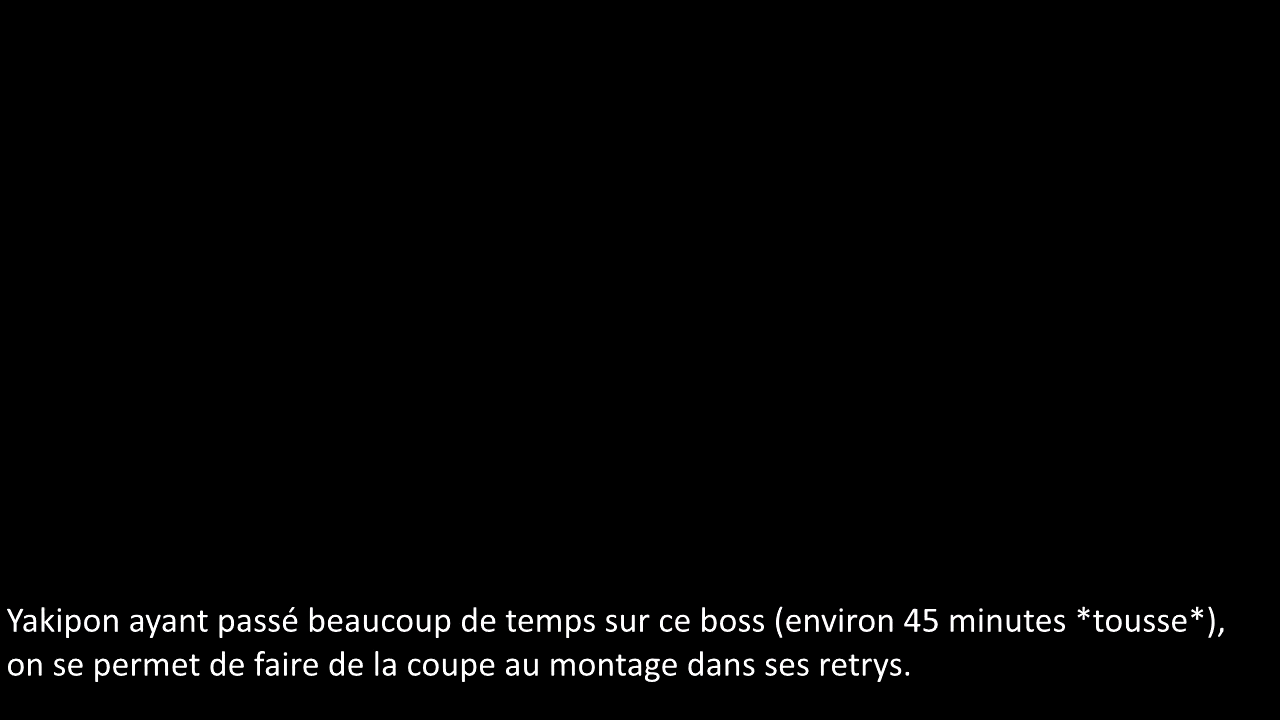 Yakipon ayant passé beaucoup de temps sur ce boss (environ 45 minutes *tousse*),
on se permet de faire de la coupe au montage dans ses retrys.